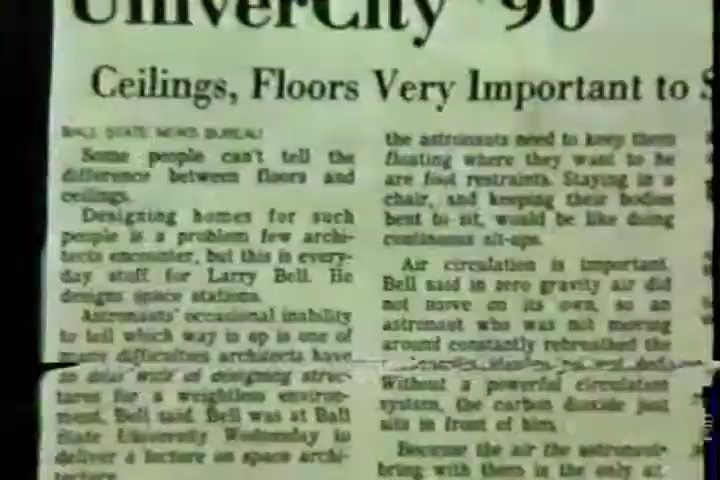 UniverCity '90
Ceilings, Floors Very Important to S
BALL STATE NEWS BUREAU
Some people can't tell the
difference between floors and
ceilings.
Designing homes for such
people is a problem few archi-
tects encounter, but this is every-
day stuff for Larry Bell. He
designs space stations.
Astronauts' occasional inability
to tell which way is up is one of
many difficulties architects have
in
of designing struc-
tures for a weightless environ-
ment, Bell said. Bell was at Ball
State University Wednesday to
deliver a lecture on space archi-
tecture.
the astronauts need to keep them
floating where they want to be
are foot restraints. Staying in a
chair, and keeping their bodies
bent to sit, would be like doing
continuous sit-ups.
Air circulation is important.
Bell said in zero gravity air did
not move on its own, so an
astronaut who was not moving
around constantly rebreathed the
Without a powerful circulation
system, the carbon dioxide just
sits in front of him.
Because the air the astronauts
bring with them is the only